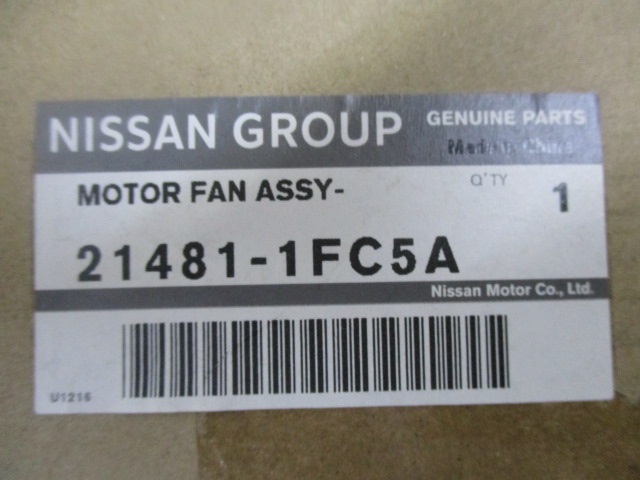 NISSAN GROUP GENUINE PARTS
Made in China
MOTOR FAN ASSY- Q'TY 1
21481-1FC5A
Nissan Motor Co., Ltd.
U1216